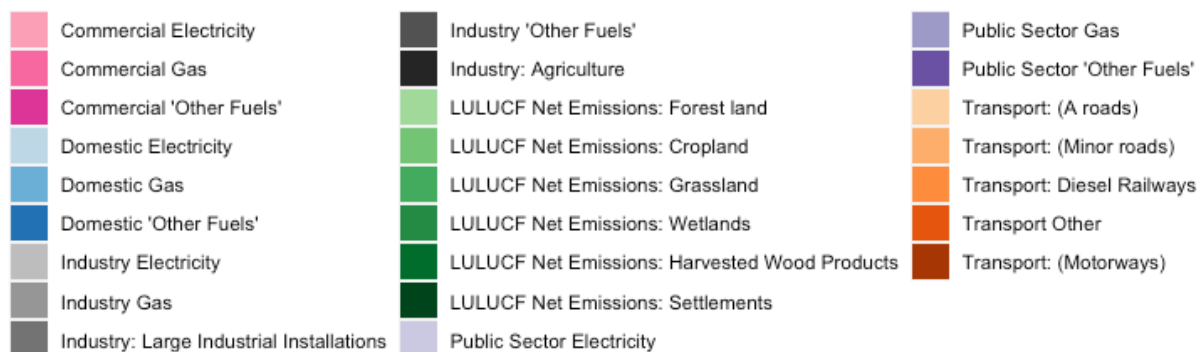 Commercial Electricity
Commercial Gas
Commercial 'Other Fuels'
Domestic Electricity
Domestic Gas
Domestic 'Other Fuels'
Industry Electricity
Industry Gas
Industry: Large Industrial Installations
Industry 'Other Fuels'
Industry: Agriculture
LULUCF Net Emissions: Forest land
LULUCF Net Emissions: Cropland
LULUCF Net Emissions: Grassland
LULUCF Net Emissions: Wetlands
LULUCF Net Emissions: Harvested Wood Products
LULUCF Net Emissions: Settlements
Public Sector Electricity
Public Sector Gas
Public Sector 'Other Fuels'
Transport: (A roads)
Transport: (Minor roads)
Transport: Diesel Railways
Transport Other
Transport: (Motorways)